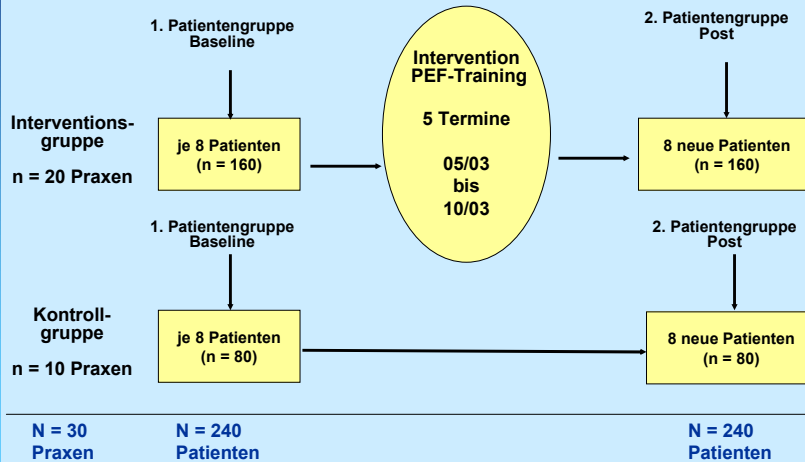 1. Patientengruppe
Baseline
2. Patientengruppe
Post
Intervention
PEF-Training
5 Termine
05/03
bis
10/03
Interventions-
gruppe
n = 20 Praxen
je 8 Patienten
(n = 160)
8 neue Patienten
(n = 160)
1. Patientengruppe
Baseline
2. Patientengruppe
Post
Kontroll-
gruppe
n = 10 Praxen
je 8 Patienten
(n = 80)
8 neue Patienten
(n = 80)
N = 30
Praxen
N = 240
Patienten
N = 240
Patienten